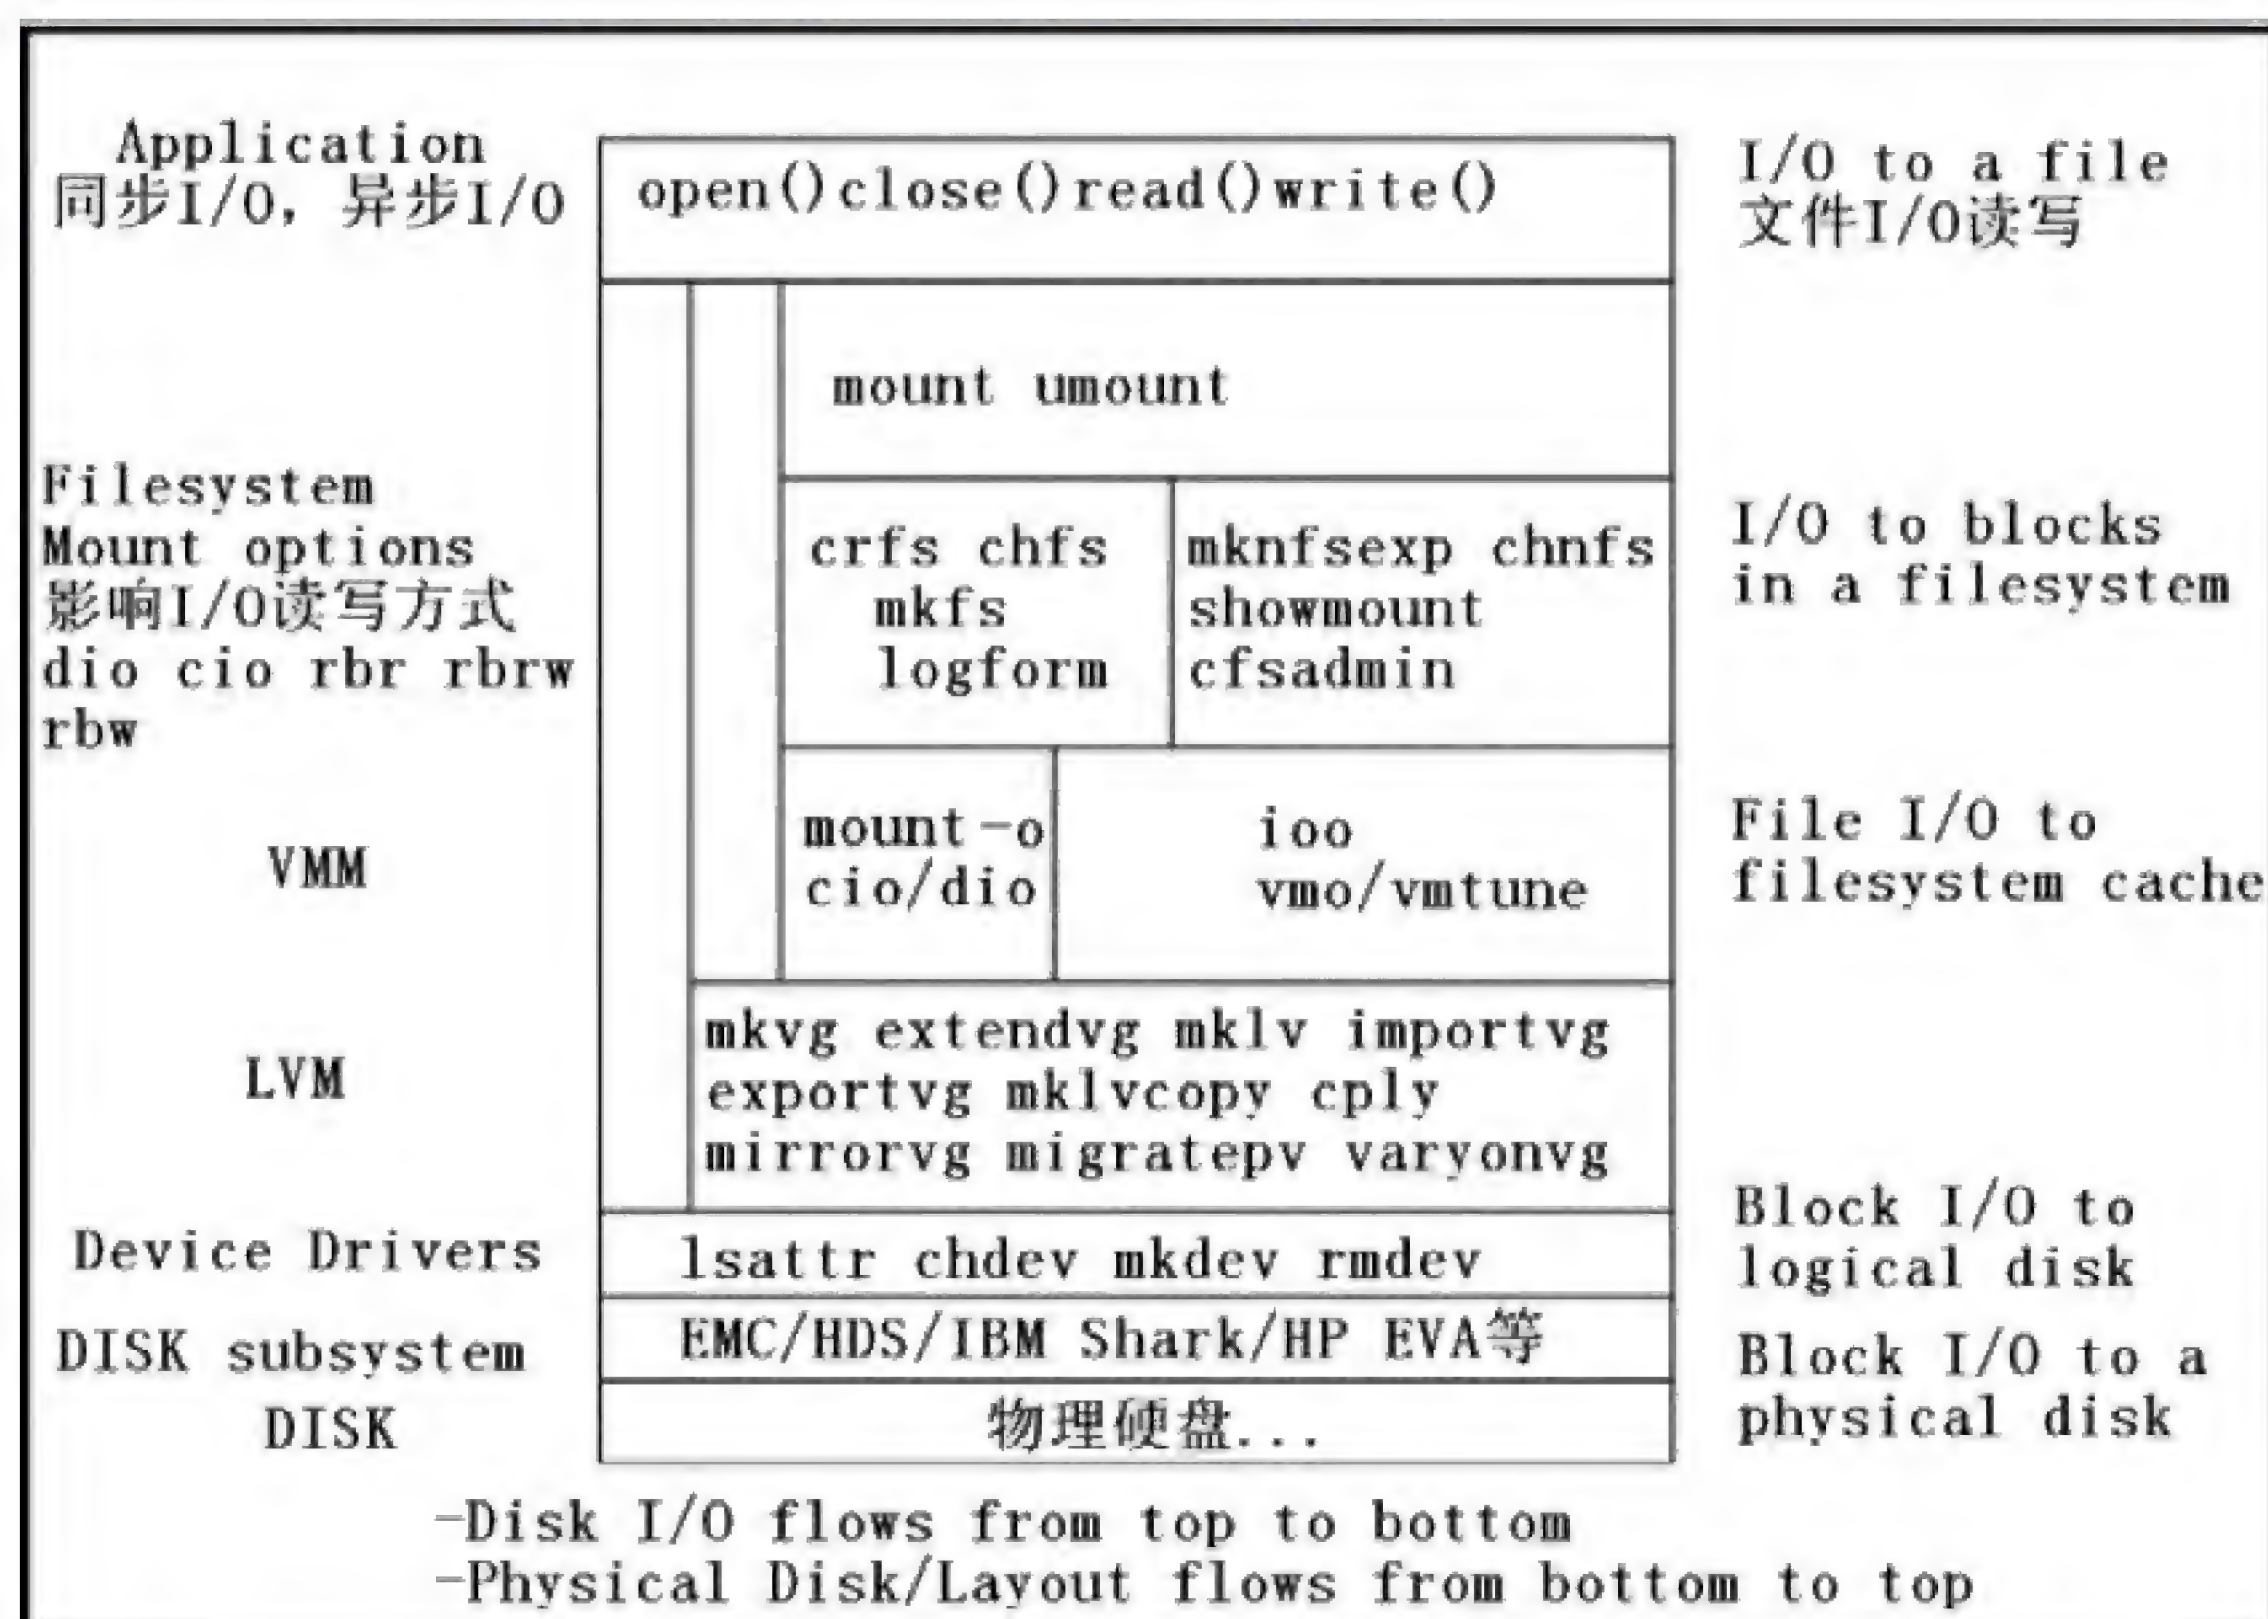 Application
同步I/O, 异步I/O
open()close()read()write()
I/O to a file
文件I/O读写
mount umount
Filesystem
Mount options
影响I/O读写方式
dio cio rbr rbrw
rbw
crfs chfs
mkfs
logform
mknfsexp chnfs
showmount
cfsadmin
I/O to blocks
in a filesystem
VMM
mount -o
cio/dio
ioo
vmo/vmtune
File I/O to
filesystem cache
LVM
mkvg extendvg mklv importvg
exportvg mklvcopy cply
mirrorvg migratepv varyonvg
Device Drivers
lsattr chdev mkdev rmdev
Block I/O to
logical disk
DISK subsystem
EMC/HDS/IBM Shark/HP EVA等
Block I/O to a
physical disk
DISK
物理硬盘...
-Disk I/O flows from top to bottom
-Physical Disk/Layout flows from bottom to top